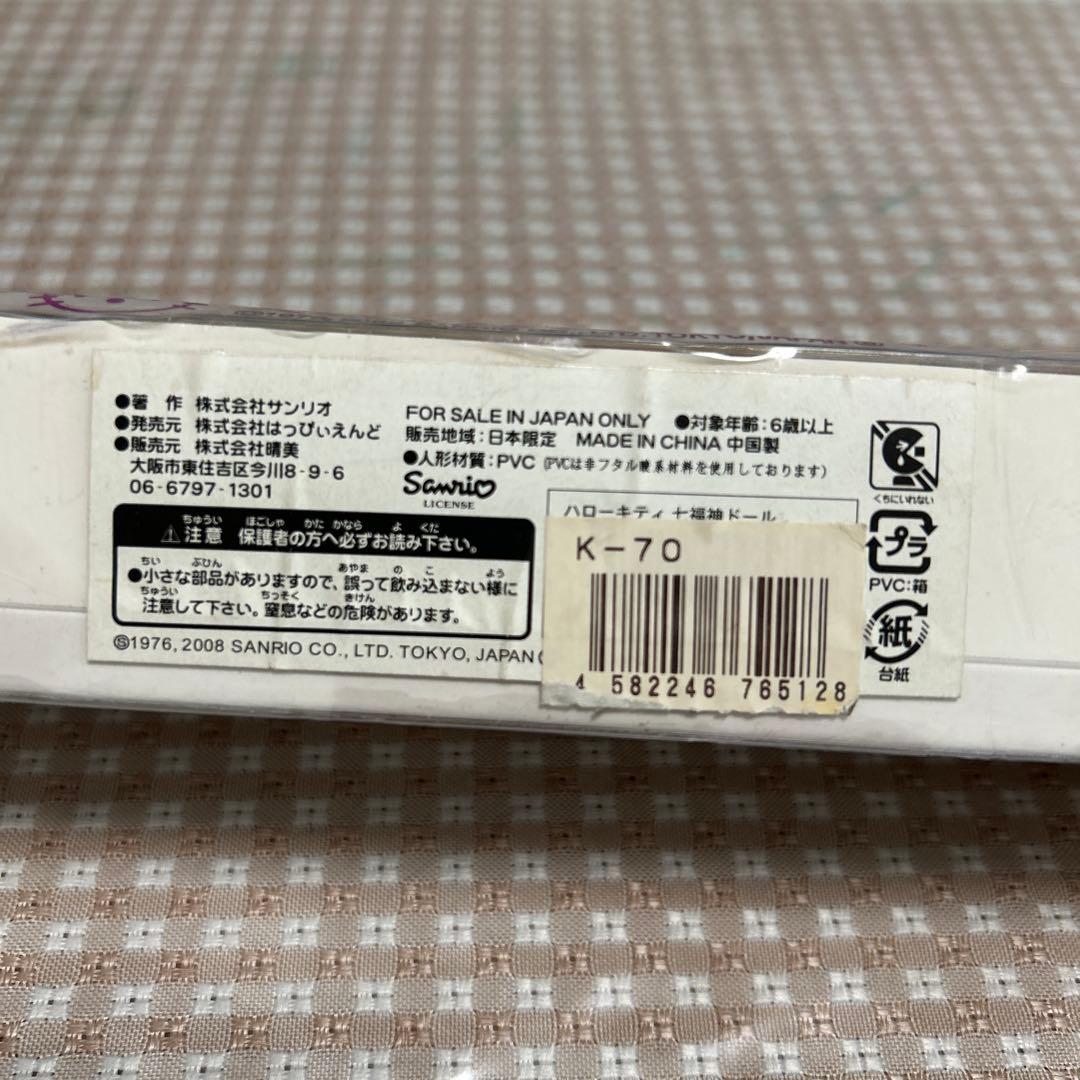 ●著 作 株式会社サンリオ
●発売元 株式会社はっぴぃえんど
●販売元 株式会社晴美
大阪市東住吉区今川8-9-6
06-6797-1301
FOR SALE IN JAPAN ONLY ●対象年齢:6歳以上
販売地域:日本限定 MADE IN CHINA 中国製
●人形材質:PVC (PVCは非フタル酸系材料を使用しております)
Sanrio
LICENSE
ちゅうい ほごしゃ かた かなら よ くだ
注意 保護者の方へ必ずお読み下さい。
ちい ぶひん あやま の こ よう
●小さな部品がありますので、誤って飲み込まない様に
ちゅうい ちっそく きけん
注意して下さい。窒息などの危険があります。
Ⓢ1976, 2008 SANRIO CO., LTD. TOKYO, JAPAN
ハローキティ 七福神ドール
K-70
4 582246 765128
くちにいれない
プラ
PVC:箱
紙
台紙